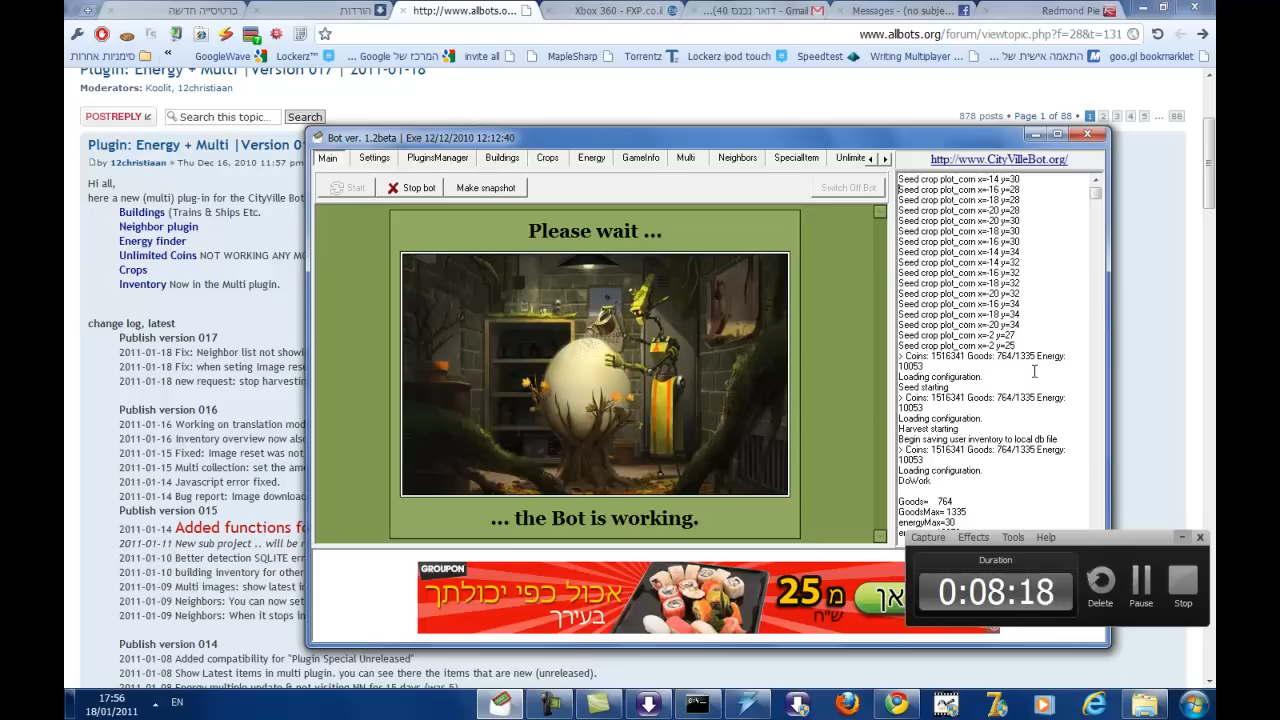 Redmond Pie
Messages - (no subje...
Gmail - דואר נכנס 40)...
Xbox 360 - FXP.co.il
http://www.albots.o...
הורדות
כרטיסייה חדשה
www.albots.org/forum/viewtopic.php?f=28&t=131
סימניות אחרות
GoogleWave
Lockerz™
המרכז של Google
invite all
MapleSharp
Torrentz
Lockerz ipod touch
Speedtest
Writing Multiplayer ...
התאמה אישית של ...
goo.gl bookmarklet
Plugin: Energy + Multi |Version 017 | 2011-01-18
Moderators: Koolit, 12christiaan
POSTREPLY
Search this topic...
Search
878 posts • Page 1 of 88 • 1 2 3 4 5 ... 88
Plugin: Energy + Multi |Version 0
by 12christiaan » Thu Dec 16, 2010 11:57
Hi all,
here a new (multi) plug-in for the CityVille Bot
Buildings (Trains & Ships Etc.
Neighbor plugin
Energy finder
Unlimited Coins NOT WORKING ANY MO
Crops
Inventory Now in the Multi plugin.
change log, latest
Publish version 017
2011-01-18 Fix: Neighbor list not showi
2011-01-18 Fix: when seting Image rese
2011-01-18 new request: stop harvestin
Publish version 016
2011-01-16 Working on translation mod
2011-01-16 Inventory overview now als
2011-01-15 Fixed: Image reset was not
2011-01-15 Multi collection: set the am
2011-01-14 Javascript error fixed.
2011-01-14 Bug report: Image download
Publish version 015
2011-01-14 Added functions fo
2011-01-11 New sub project .. will be
2011-01-10 Better detection SQLITE err
2011-01-10 building inventory for other
2011-01-09 Multi images: show latest i
2011-01-09 Neighbors: You can now set
2011-01-09 Neighbors: When it stops in
Publish version 014
2011-01-08 Added compatibility for "Plugin Special Unreleased"
2011-01-08 Show Latest items in multi plugin. you can see there the items that are new (unreleased).
Bot ver. 1.2beta | Exe 12/12/2010 12:12:40
Main
Settings
PluginsManager
Buildings
Crops
Energy
GameInfo
Multi
Neighbors
SpecialItem
Unlimite
Start
Stop bot
Make snapshot
Switch Off Bot
Please wait ...
... the Bot is working.
http://www.CityVilleBot.org/
Seed crop plot_corn x=-14 y=30
Seed crop plot_corn x=-16 y=28
Seed crop plot_corn x=-18 y=28
Seed crop plot_corn x=-20 y=28
Seed crop plot_corn x=-20 y=30
Seed crop plot_corn x=-18 y=30
Seed crop plot_corn x=-16 y=30
Seed crop plot_corn x=-14 y=34
Seed crop plot_corn x=-14 y=32
Seed crop plot_corn x=-16 y=32
Seed crop plot_corn x=-18 y=32
Seed crop plot_corn x=-20 y=32
Seed crop plot_corn x=-16 y=34
Seed crop plot_corn x=-18 y=34
Seed crop plot_corn x=-20 y=34
Seed crop plot_corn x=-2 y=27
Seed crop plot_corn x=-2 y=25
> Coins: 1516341 Goods: 764/1335 Energy:
10053
Loading configuration.
Seed starting
> Coins: 1516341 Goods: 764/1335 Energy:
10053
Loading configuration.
Harvest starting
Begin saving user inventory to local db file
> Coins: 1516341 Goods: 764/1335 Energy:
10053
Loading configuration.
DoWork
Goods= 764
GoodsMax= 1335
energyMax=30
GROUPON
אכול כפי יכולתך
בעירך
25 מ
ש"ח
Capture
Effects
Tools
Help
Duration
0:08:18
Delete
Pause
Stop
17:56
18/01/2011
EN